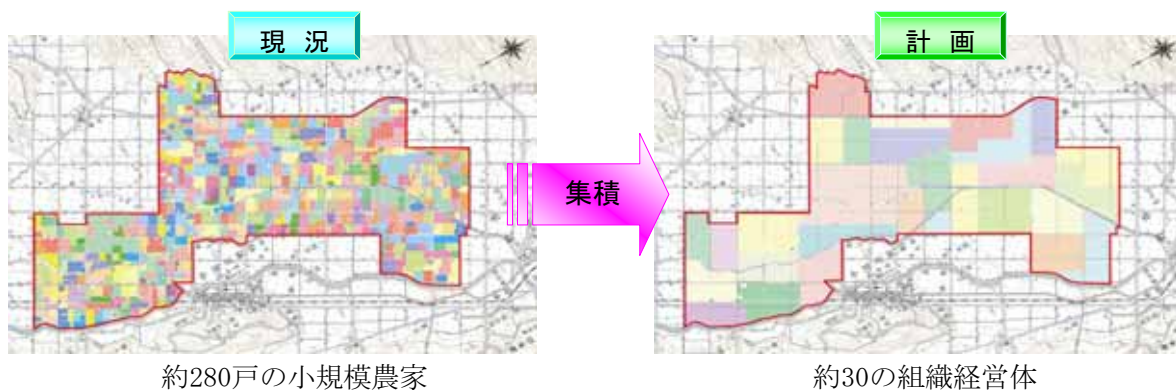 現 況
計 画
集積
約280戸の小規模農家
約30の組織経営体